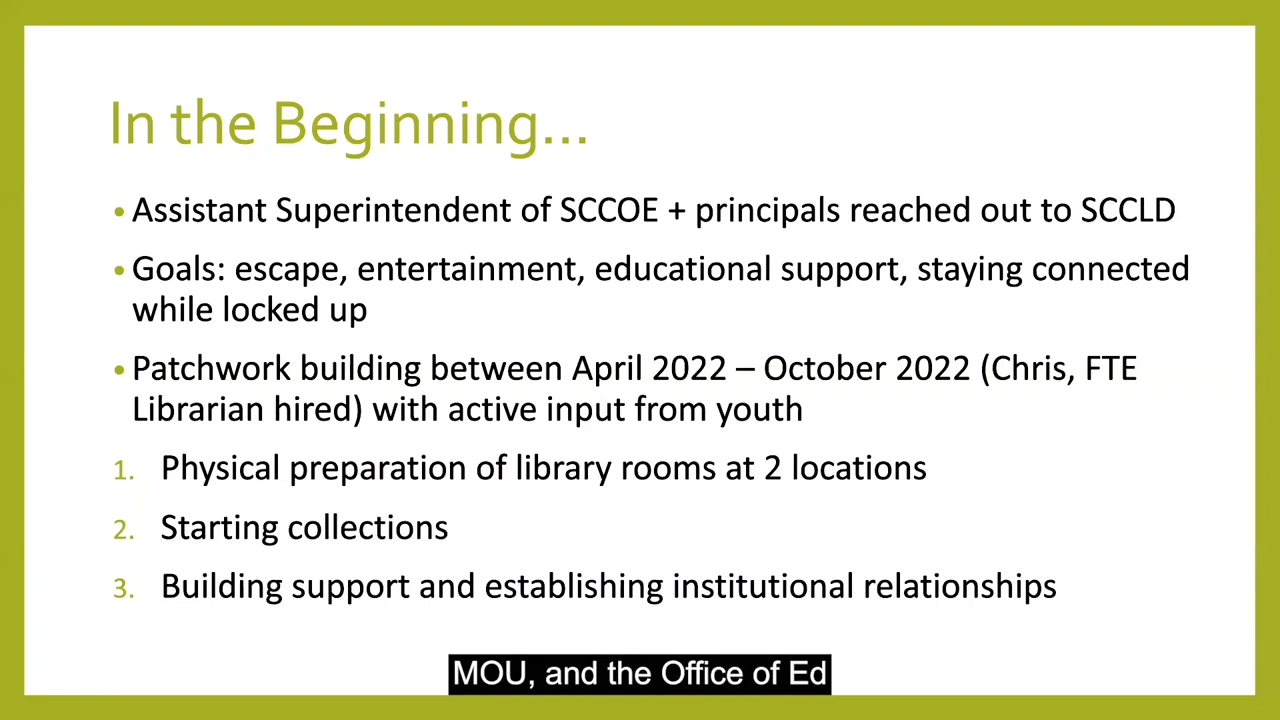 In the Beginning...
• Assistant Superintendent of SCCOE + principals reached out to SCCLD
• Goals: escape, entertainment, educational support, staying connected
while locked up
• Patchwork building between April 2022 – October 2022 (Chris, FTE
Librarian hired) with active input from youth
1. Physical preparation of library rooms at 2 locations
2. Starting collections
3. Building support and establishing institutional relationships
MOU, and the Office of Ed